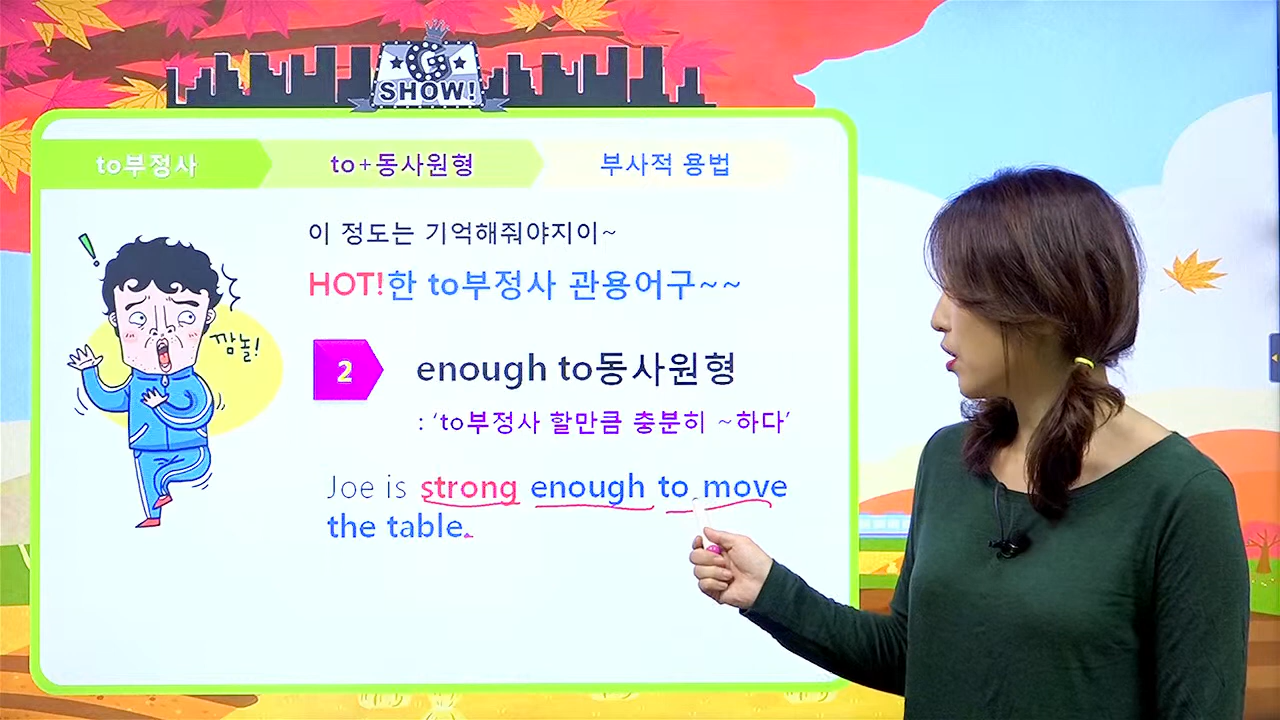 G
SHOW!
to부정사 to+동사원형 부사적 용법
이 정도는 기억해줘야지이~
HOT!한 to부정사 관용어구~~
깜놀!
2 enough to동사원형
: ‘to부정사 할만큼 충분히 ~하다’
Joe is strong enough to move
the table.